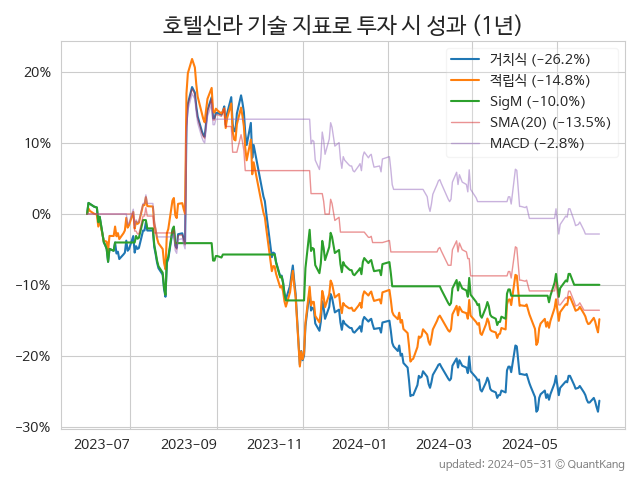 호텔신라 기술 지표로 투자 시 성과 (1년)
거치식 (−26.2%)
적립식 (−14.8%)
SigM (−10.0%)
SMA(20) (−13.5%)
MACD (−2.8%)
20%
10%
0%
−10%
−20%
−30%
2023-07 2023-09 2023-11 2024-01 2024-03 2024-05
updated: 2024-05-31 © QuantKang